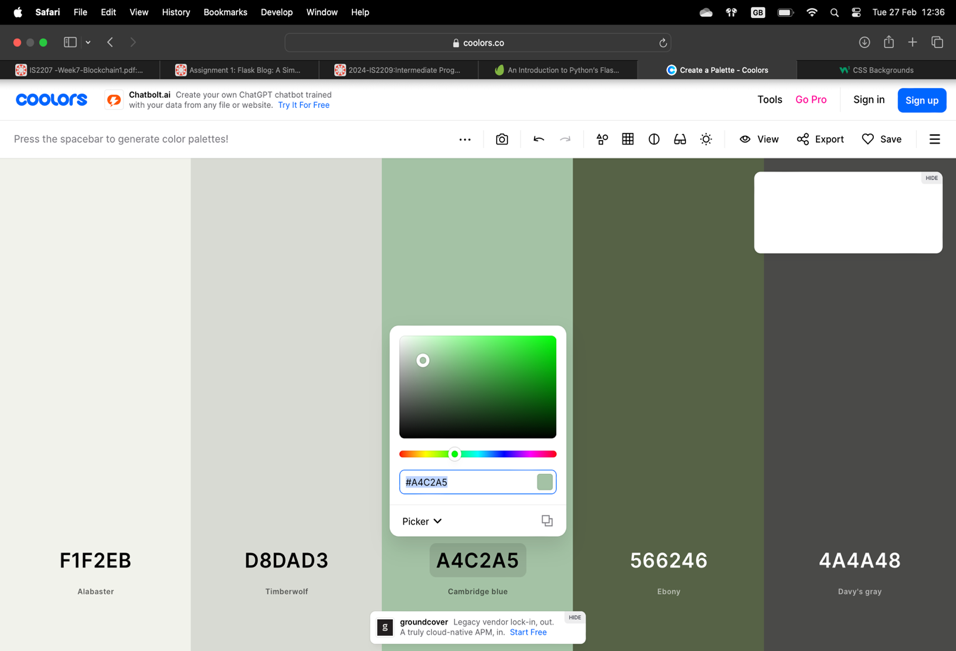 Safari File Edit View History Bookmarks Develop Window Help GB Tue 27 Feb 12:36
coolors.co
IS2207 -Week7-Blockchain1.pdf:... Assignment 1: Flask Blog: A Sim... 2024-IS2209:Intermediate Prog... An Introduction to Python's Flas... Create a Palette - Coolors CSS Backgrounds
coolors Chatbolt.ai Create your own ChatGPT chatbot trained
with your data from any file or website. Try It For Free
Tools Go Pro Sign in Sign up
Press the spacebar to generate color palettes! View Export Save
HIDE
#A4C2A5
Picker
F1F2EB D8DAD3 A4C2A5 566246 4A4A48
Alabaster Timberwolf Cambridge blue Ebony Davy's gray
g groundcover Legacy vendor lock-in, out. HIDE
A truly cloud-native APM, in. Start Free